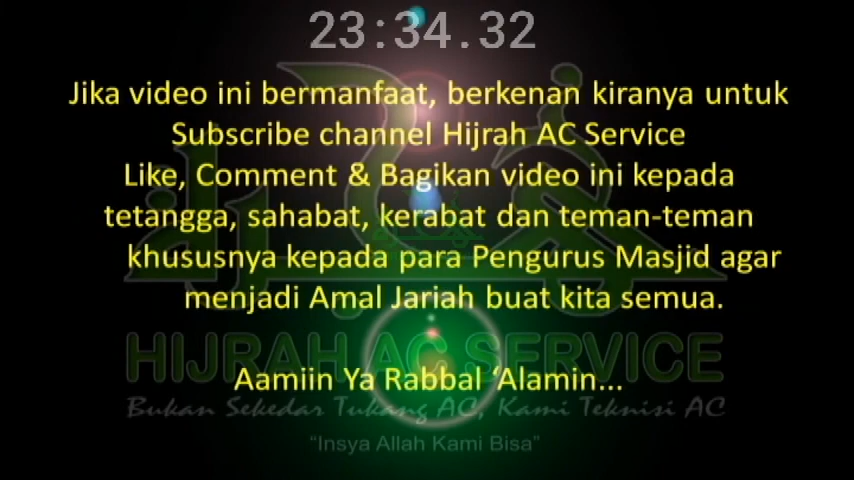 23:34.32
Jika video ini bermanfaat, berkenan kiranya untuk
Subscribe channel Hijrah AC Service
Like, Comment & Bagikan video ini kepada
tetangga, sahabat, kerabat dan teman-teman
khususnya kepada para Pengurus Masjid agar
menjadi Amal Jariah buat kita semua.
HIJRAH AC SERVICE
Aamiin Ya Rabbal ‘Alamin...
Bukan Sekedar Tukang AC, Kami Teknisi AC
“Insya Allah Kami Bisa”